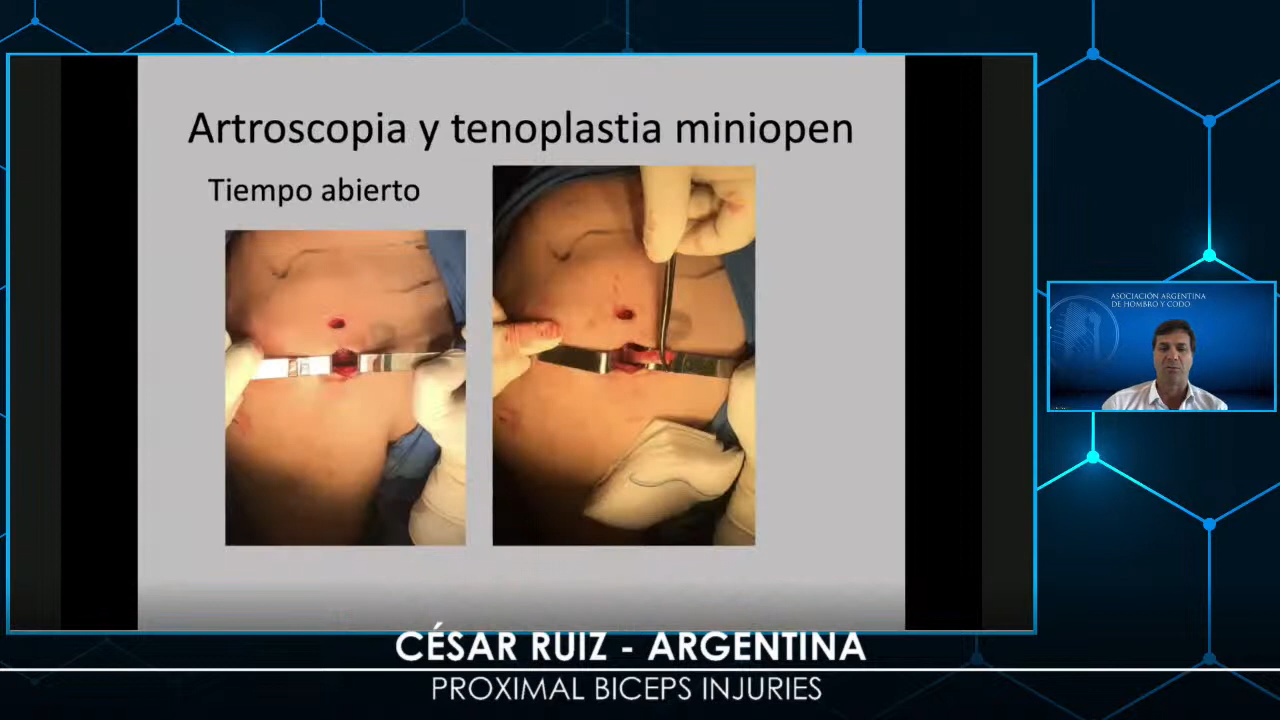 Artroscopia y tenoplastia miniopen
Tiempo abierto
ASOCIACIÓN ARGENTINA
DE HOMBRO Y CODO
CÉSAR RUIZ - ARGENTINA
PROXIMAL BICEPS INJURIES